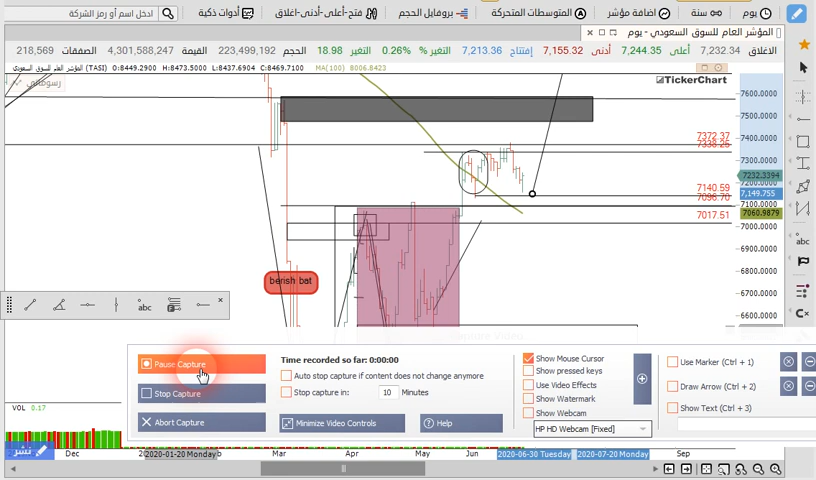 يوم
سنة
اضافة مؤشر
المتوسطات المتحركة
بروفايل الحجم
فتح-أعلى-أدنى-اغلاق
أدوات ذكية
ادخل اسم أو رمز الشركة
المؤشر العام للسوق السعودي - يوم
الاغلاق 7,232.34 أعلى 7,244.35 أدنى 7,155.32 إفتتاح 7,213.36 التغير % 0.26% التغير 18.98 الحجم 223,499,192 القيمة 4,301,588,247 الصفقات 218,569
المؤشر العام للسوق السعودي (TASI) O:8449.2900 H:8473.5000 L:8437.6904 C:8469.7100 MA(100) 8006.8423
رسوماتي
TickerChart
7600.0000
7500.0000
7400.0000
7372.37
7338.25
7300.0000
7232.3394
7140.59
7149.755
7096.70
7100.0000
7060.9879
7017.51
7000.0000
6900.0000
6800.0000
6700.0000
6600.0000
berish bat
abc
abc
Pause Capture
Stop Capture
Abort Capture
Time recorded so far: 0:00:00
Auto stop capture if content does not change anymore
Stop capture in: 10 Minutes
Minimize Video Controls
Help
Show Mouse Cursor
Show pressed keys
Use Video Effects
Show Watermark
Show Webcam
HP HD Webcam [Fixed]
Use Marker (Ctrl + 1)
Draw Arrow (Ctrl + 2)
Show Text (Ctrl + 3)
VOL 0.17
نشر
Dec
2020-01-20 Monday
Mar
Apr
May
Jun
2020-06-30 Tuesday
2020-07-20 Monday
Sep